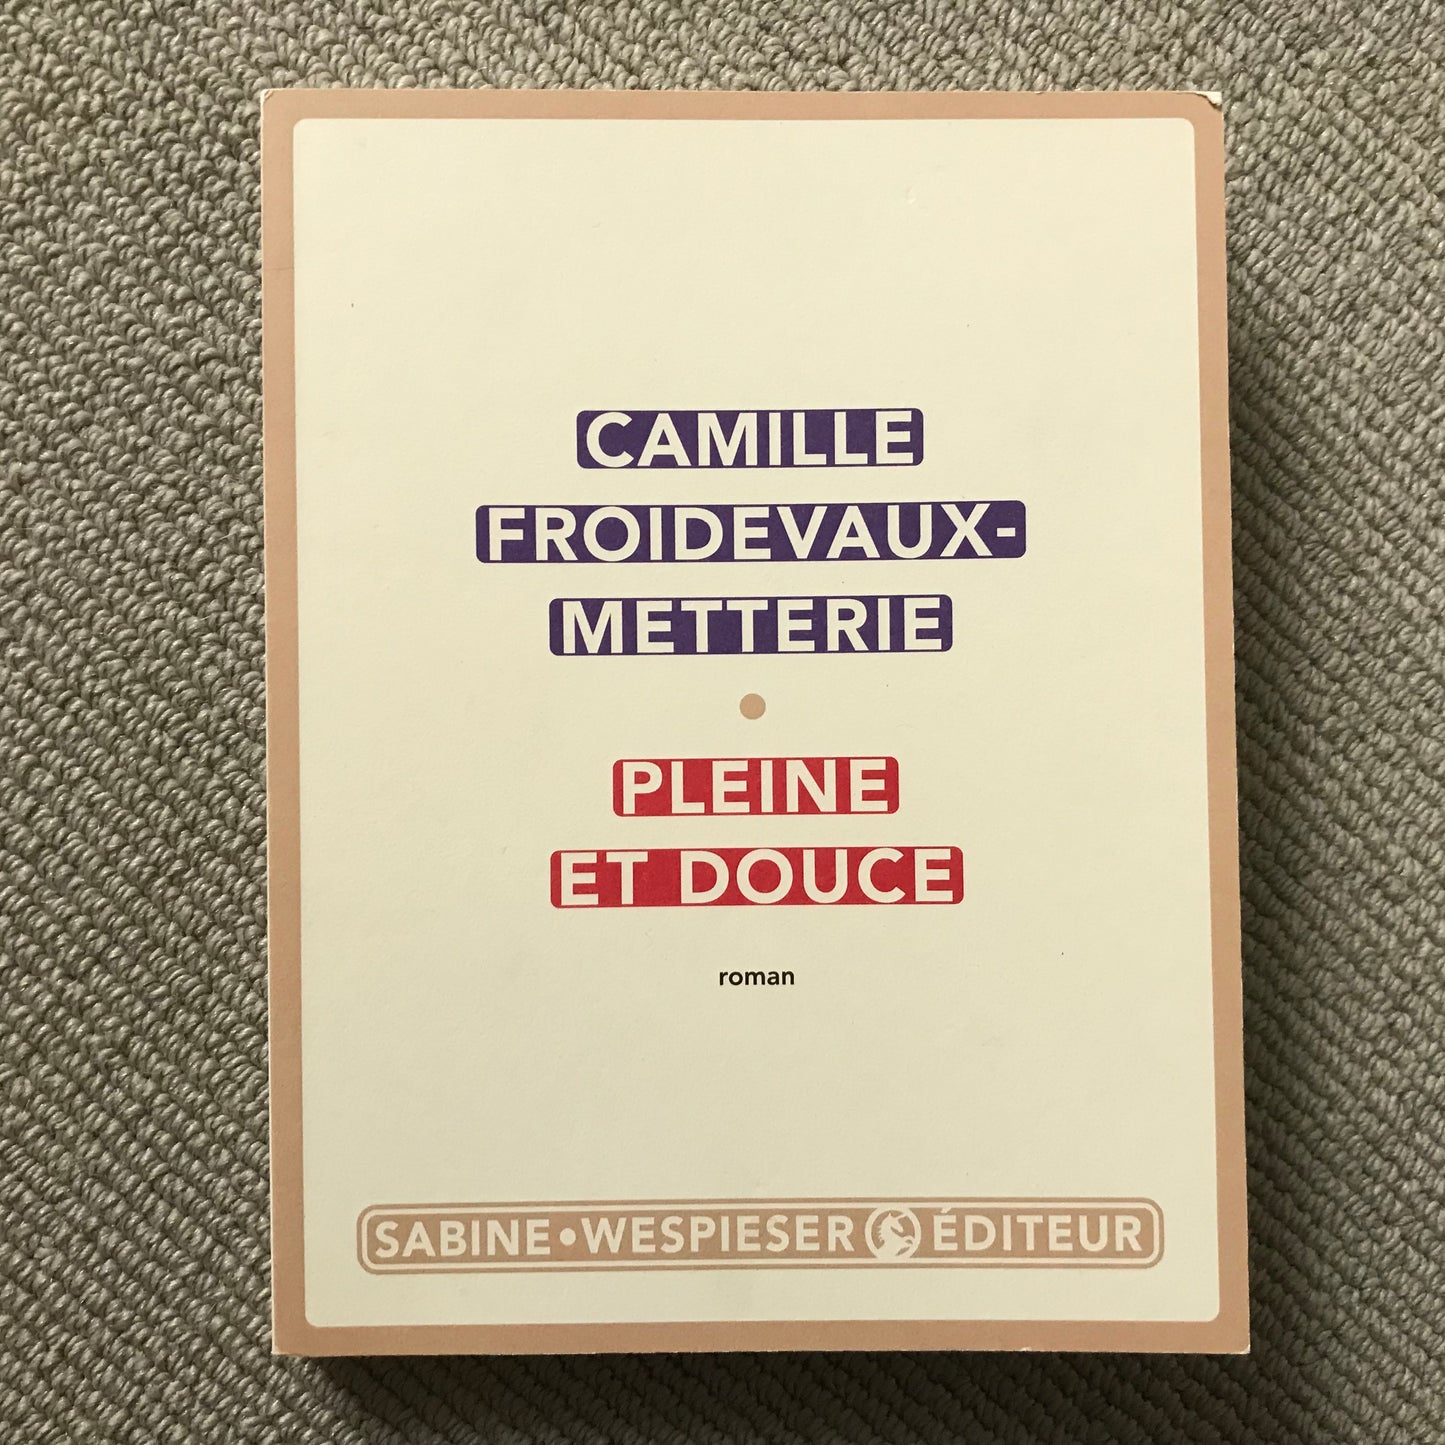 CAMILLE
FROIDEVAUX-
METTERIE
PLEINE
ET DOUCE
roman
SABINE • WESPIESER ÉDITEUR